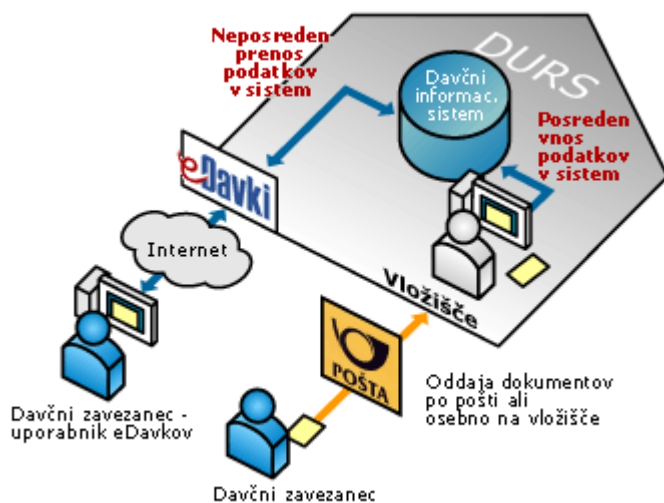 Neposreden
prenos
podatkov
v sistem
DURS
Davčni
informac.
sistem
Posreden
vnos
podatkov
v sistem
eDavki
Internet
Vložišče
POŠTA
Oddaja dokumentov
po pošti ali
osebno na vložišče
Davčni zavezanec -
uporabnik eDavkov
Davčni zavezanec